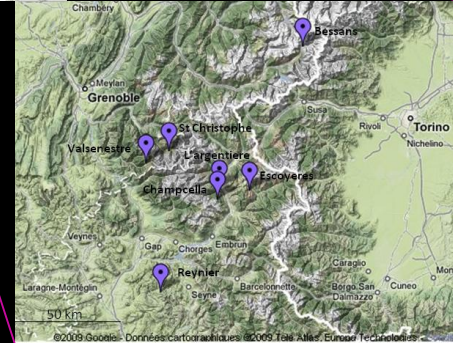 Chambéry
Bessans
Meylan
Grenoble
Susa
Rivoli
Torino
St Christophe
Nichelino
Valsenestre
L'argentiere
Escoyeres
Champcella
Veynes
Gap
Chorges
Embrun
Caraglio
Reynier
Laragne-Montéglin
Seyne
Barcelonnette
Borgo San
Dalmazzo
Cuneo
Mon
50 km
©2009 Google - Données cartographiques ©2009 Tele Atlas, Europa Technologies